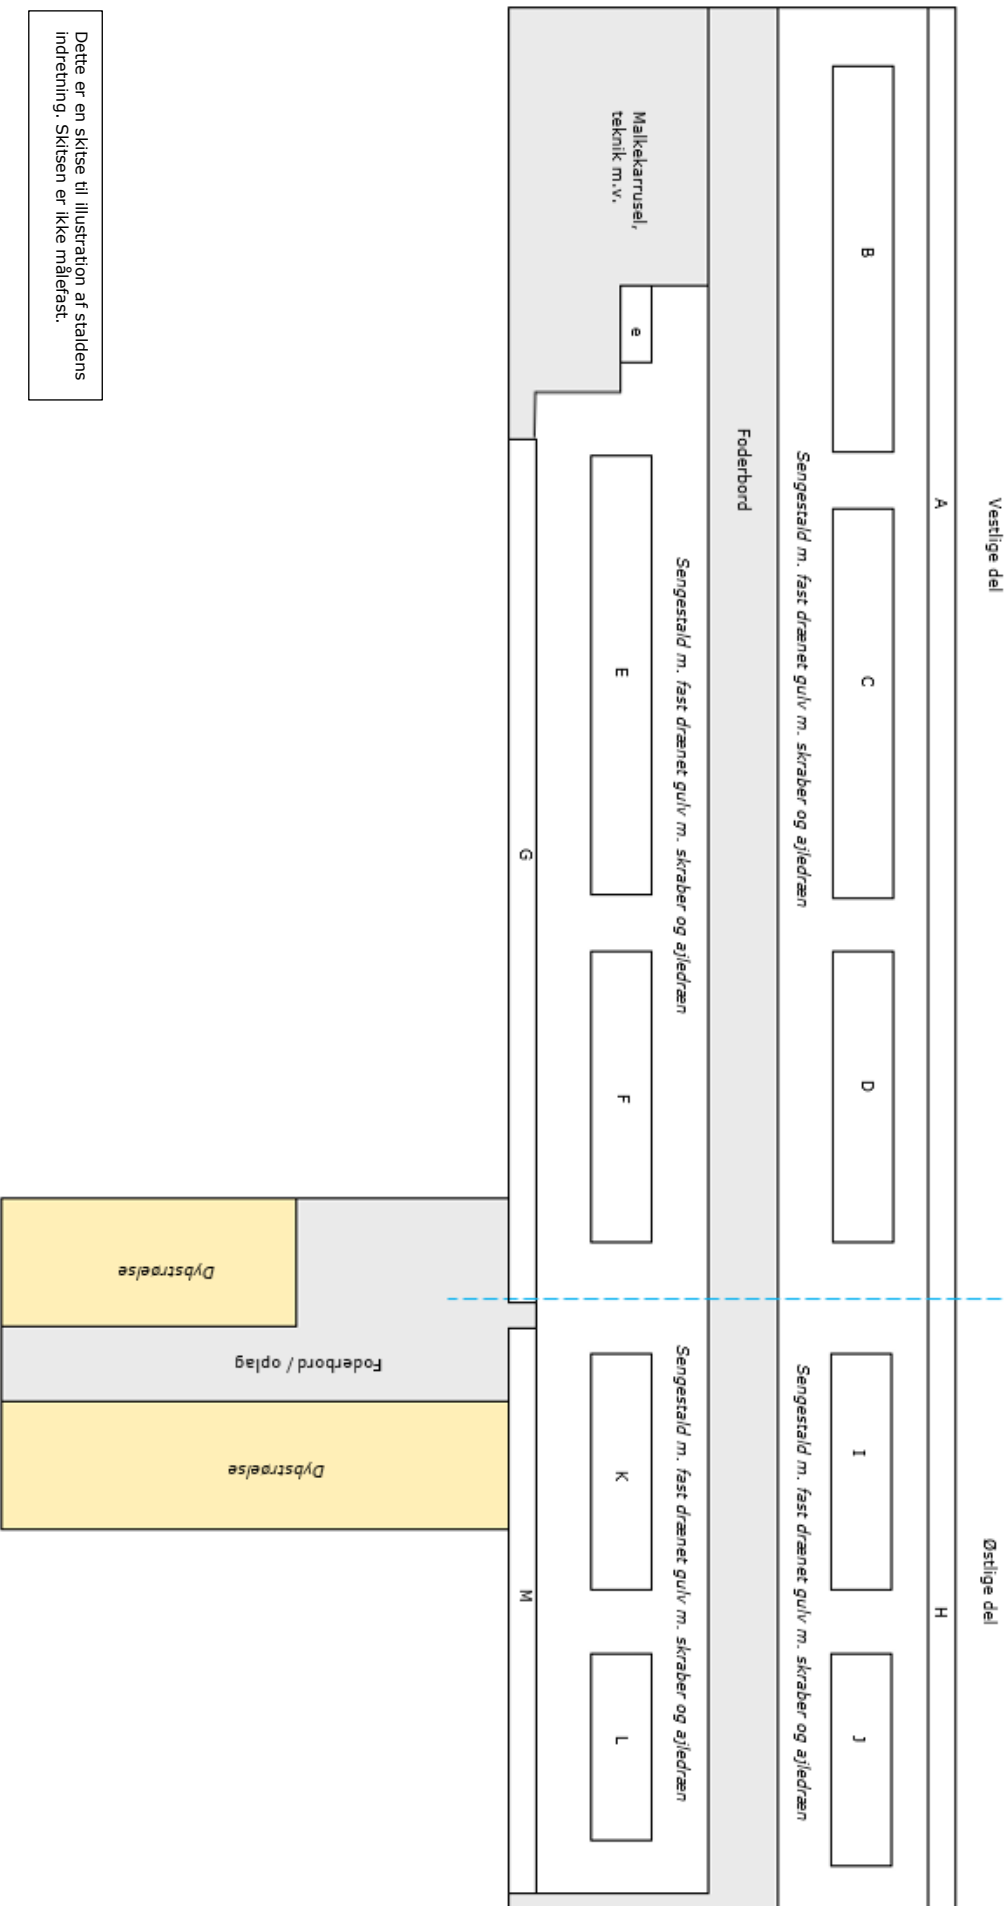 Vestlige del
Østlige del
A
H
B
C
D
I
J
Sengestald m. fast drænet gulv m. skraber og ajledræn
Sengestald m. fast drænet gulv m. skraber og ajledræn
Foderbord
Malkekarrusel,
teknik m.v.
e
Sengestald m. fast drænet gulv m. skraber og ajledræn
Sengestald m. fast drænet gulv m. skraber og ajledræn
E
F
K
L
G
M
Dybstrøelse
Foderbord / oplag
Dybstrøelse
Dette er en skitse til illustration af staldens
indretning. Skitsen er ikke målefast.